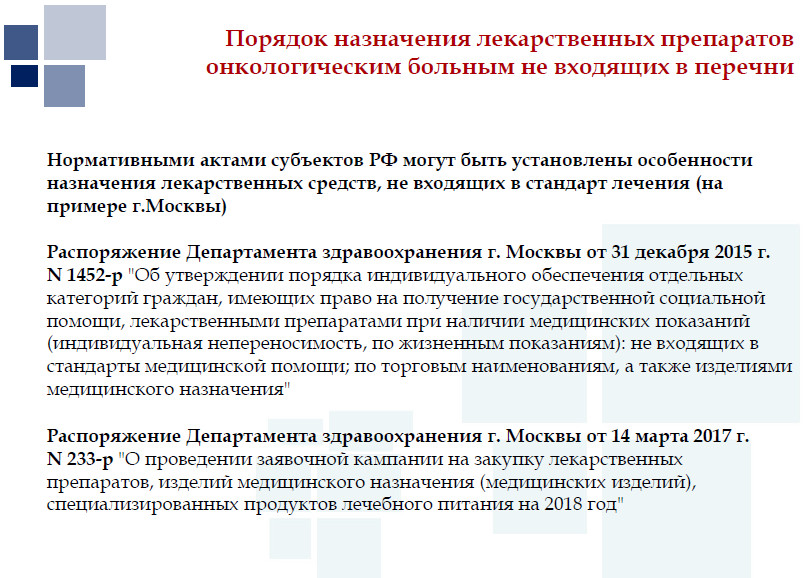 Порядок назначения лекарственных препаратов
онкологическим больным не входящих в перечни
Нормативными актами субъектов РФ могут быть установлены особенности
назначения лекарственных средств, не входящих в стандарт лечения (на
примере г.Москвы)
Распоряжение Департамента здравоохранения г. Москвы от 31 декабря 2015 г.
N 1452-р "Об утверждении порядка индивидуального обеспечения отдельных
категорий граждан, имеющих право на получение государственной социальной
помощи, лекарственными препаратами при наличии медицинских показаний
(индивидуальная непереносимость, по жизненным показаниям): не входящих в
стандарты медицинской помощи; по торговым наименованиям, а также изделиями
медицинского назначения"
Распоряжение Департамента здравоохранения г. Москвы от 14 марта 2017 г.
N 233-р "О проведении заявочной кампании на закупку лекарственных
препаратов, изделий медицинского назначения (медицинских изделий),
специализированных продуктов лечебного питания на 2018 год"